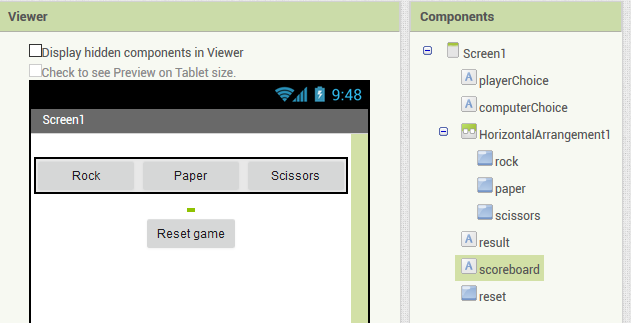 Viewer
Display hidden components in Viewer
Check to see Preview on Tablet size.
9:48
Screen1
Rock Paper Scissors
Reset game
Components
Screen1
A playerChoice
A computerChoice
HorizontalArrangement1
rock
paper
scissors
A result
A scoreboard
reset